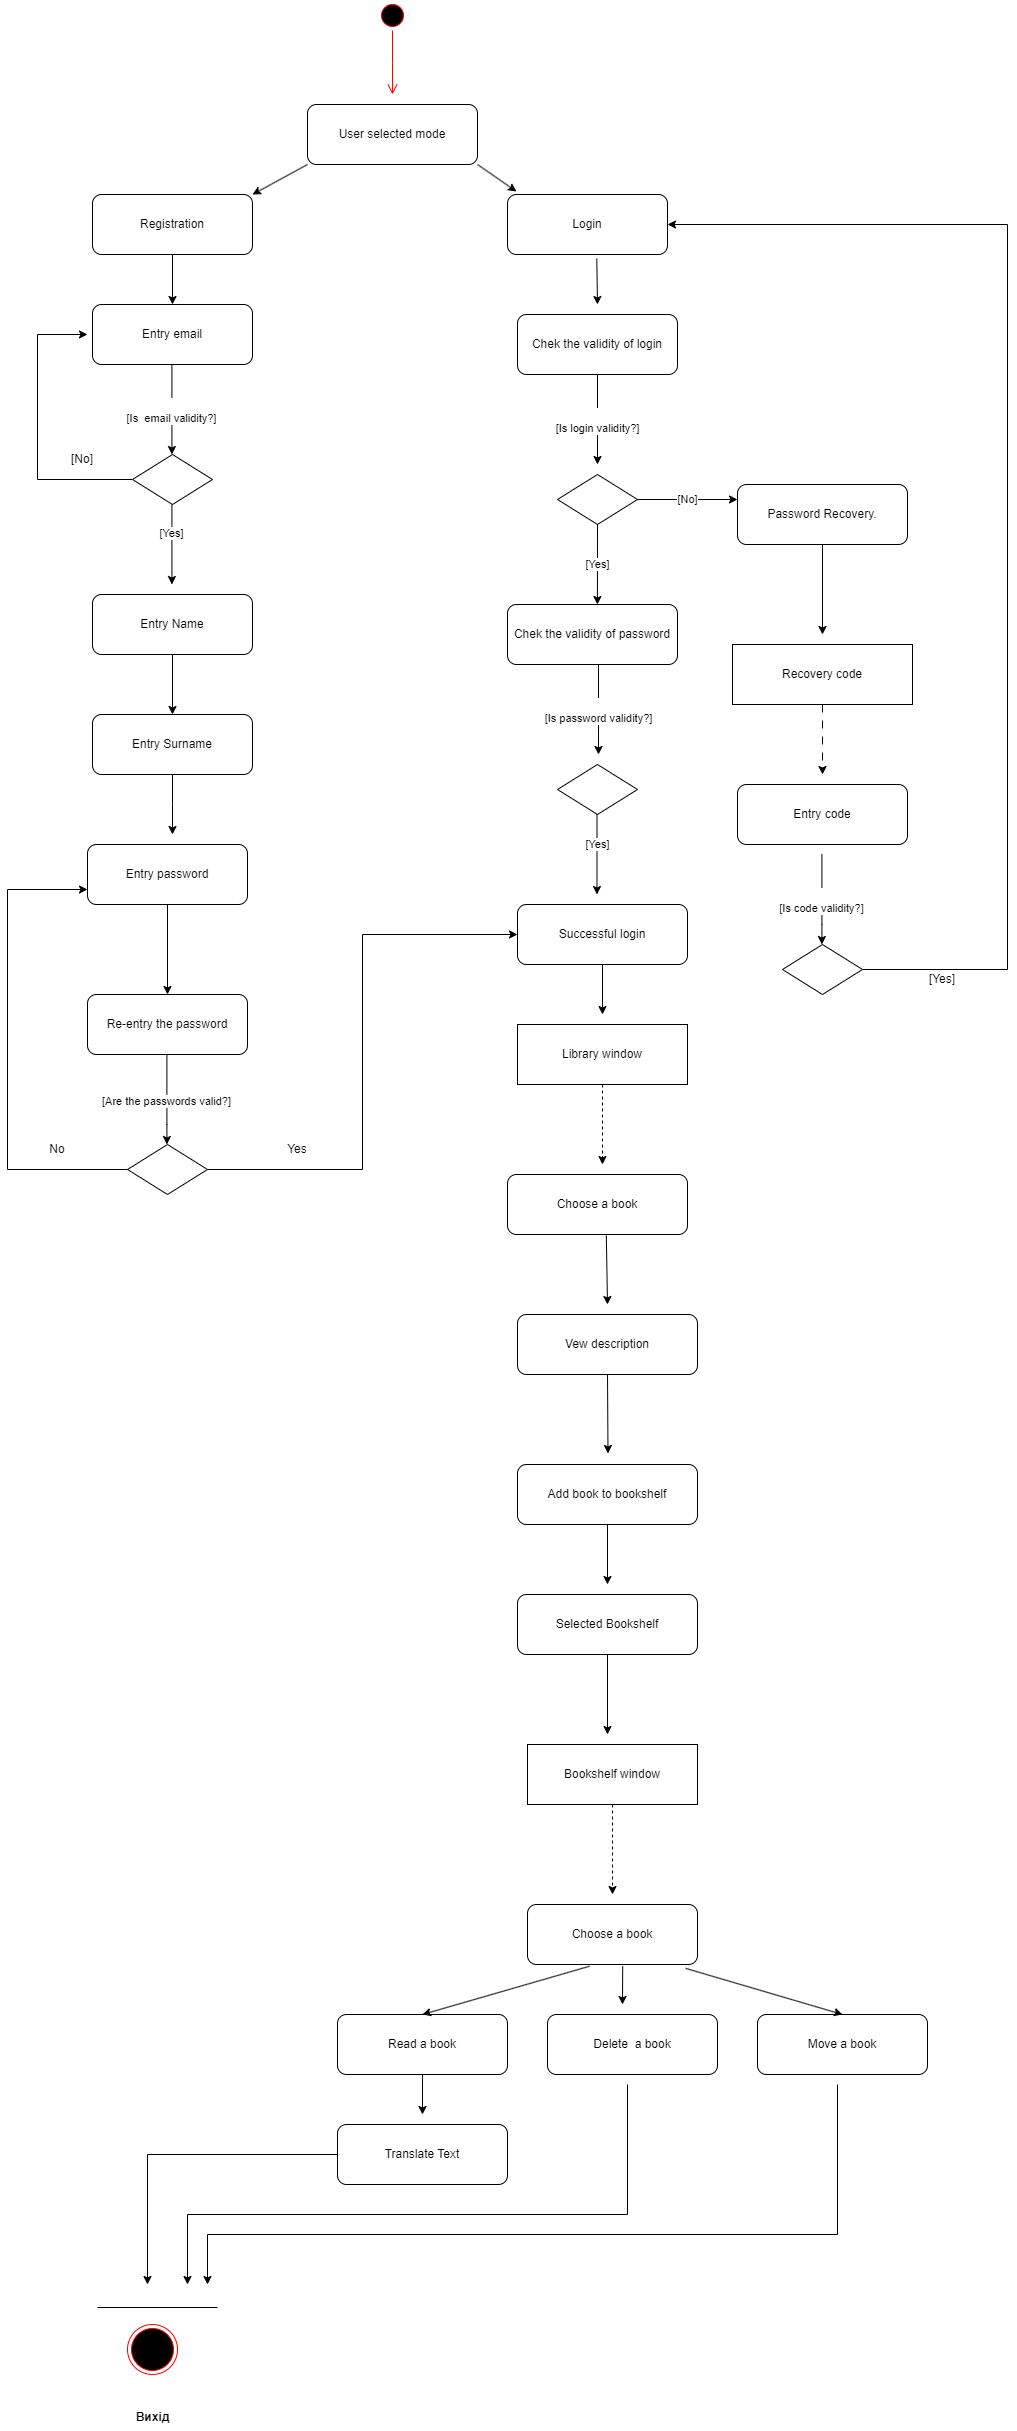 User selected mode
Registration
Login
Entry email
Chek the validity of login
[Is  email validity?]
[Is login validity?]
[No]
[No]
Password Recovery.
[Yes]
[Yes]
Entry Name
Chek the validity of password
Recovery code
[Is password validity?]
Entry Surname
Entry code
[Yes]
Entry password
[Is code validity?]
Successful login
[Yes]
Re-entry the password
Library window
[Are the passwords valid?]
No
Yes
Choose a book
Vew description
Add book to bookshelf
Selected Bookshelf
Bookshelf window
Choose a book
Read a book
Delete  a book
Move a book
Translate Text
Вихід